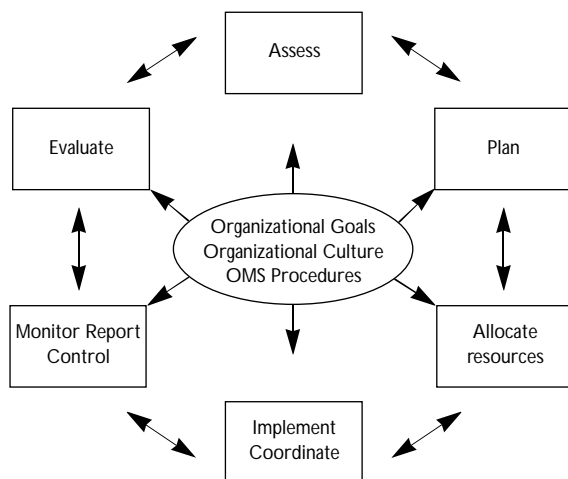 Assess
Evaluate
Plan
Organizational Goals
Organizational Culture
OMS Procedures
Monitor Report
Control
Allocate
resources
Implement
Coordinate